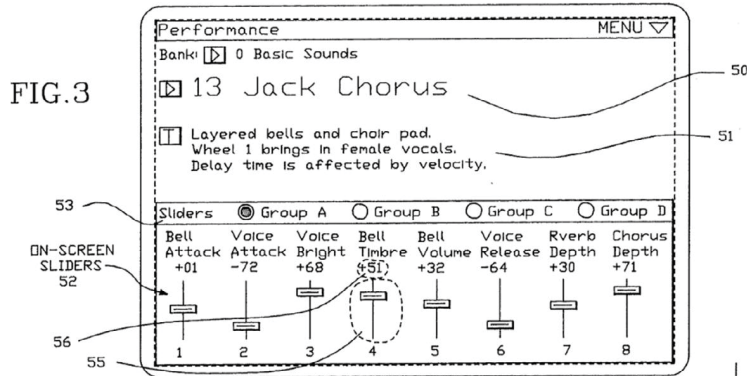 FIG.3
Performance MENU
Bank: 0 Basic Sounds
13 Jack Chorus
50
Layered bells and choir pad.
Wheel 1 brings in female vocals.
Delay time is affected by velocity.
51
53
Sliders Group A Group B Group C Group D
ON-SCREEN
SLIDERS
52
Bell Voice Voice Bell Bell Voice Rverb Chorus
Attack Attack Bright Timbre Volume Release Depth Depth
+01 -72 +68 +51 +32 -64 +30 +71
56
1 2 3 4 5 6 7 8
55